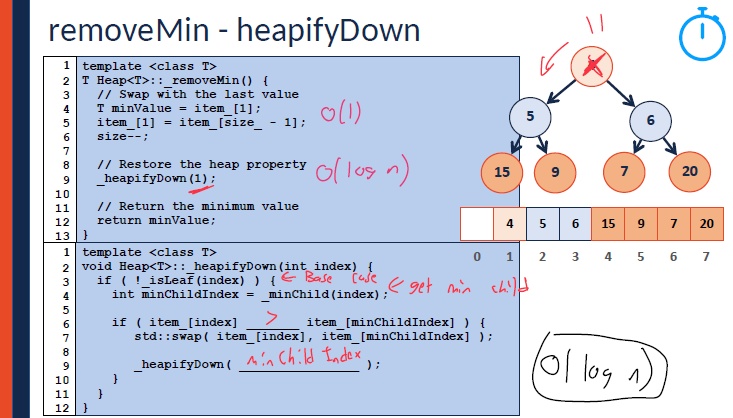 removeMin - heapifyDown
1 template <class T>
2 T Heap<T>::_removeMin() {
3 // Swap with the last value
4 T minValue = item_[1];
5 item_[1] = item_[size_ - 1]; O(1)
6 size--;
7
8 // Restore the heap property
9 _heapifyDown(1); O(log n)
10
11 // Return the minimum value
12 return minValue;
13 }
1 template <class T>
2 void Heap<T>::_heapifyDown(int index) {
3 if ( !_isLeaf(index) ) { ← Base case
4 int minChildIndex = _minChild(index); ← get min child
5
6 if ( item_[index] > item_[minChildIndex] ) {
7 std::swap( item_[index], item_[minChildIndex] );
8
9 _heapifyDown( minChild Index );
10 }
11 }
12 }
11
5 6
15 9 7 20
4 5 6 15 9 7 20
0 1 2 3 4 5 6 7
O(log n)